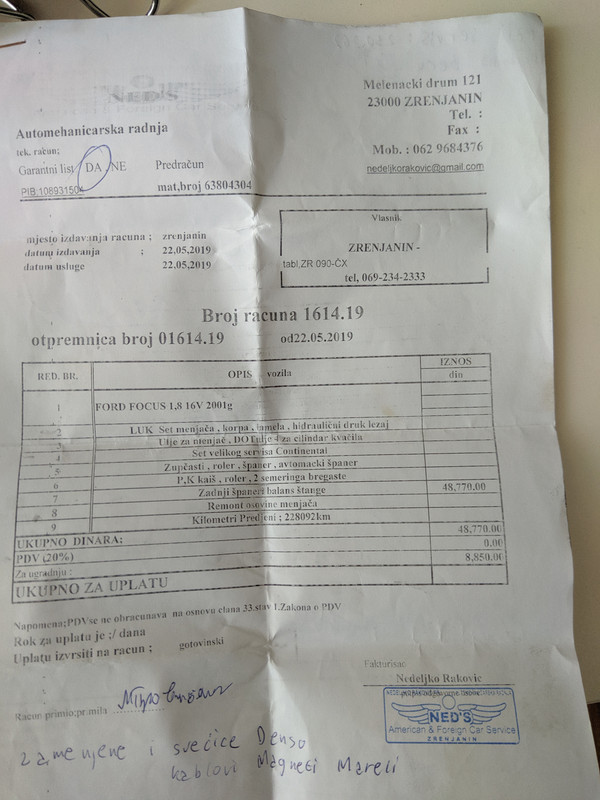 Melenacki drum 121
23000 ZRENJANIN
Tel. :
Fax :
Mob. : 062 9684376
nedeljkorakovic@gmail.com
Automehanicarska radnja
tek. račun;
Garantni list DA / NE Predračun
PIB:10893150 mat,broj 63804304
mjesto izdavanja racuna ; zrenjanin
datum izdavanja ; 22.05.2019
datum usluge 22.05.2019
Vlasnik
ZRENJANIN -
tabl,ZR 090-ČX
tel, 069-234-2333
Broj racuna 1614.19
otpremnica broj 01614.19 od22.05.2019
RED. BR. OPIS vozila IZNOS
din
1 FORD FOCUS 1,8 16V 2001g
2 LUK Set menjača , korpa , lamela , hidraulični druk lezaj
3 Ulje za menjač , DOT ulje 4 za cilindar kvačila
4 Set velikog servisa Continental
5 Zupčasti , roler , španer , avtomacki španer
6 P,K kaiš , roler , 2 semeringa bregaste
7 Zadnji španeri balans štange 48,770.00
8 Remont osovine menjača
9 Kilometri Predjeni ; 228092km
UKUPNO DINARA: 48,770.00
PDV (20%) 0.00
Za ugradnju : 8,850.00
UKUPNO ZA UPLATU
Napomena;PDVse ne obracunava na osnovu clana 33.stav 1.Zakona o PDV
Rok za uplatu je ;/ dana
Uplatu izvrsiti na racun ; gotovinski
Fakturisao
Nedeljko Rakovic
Racun primio;primila
NED'S
American & Foreign Car Service
ZRENJANIN
zamenjene i svećice Denso
kablovi Magneti Mareli